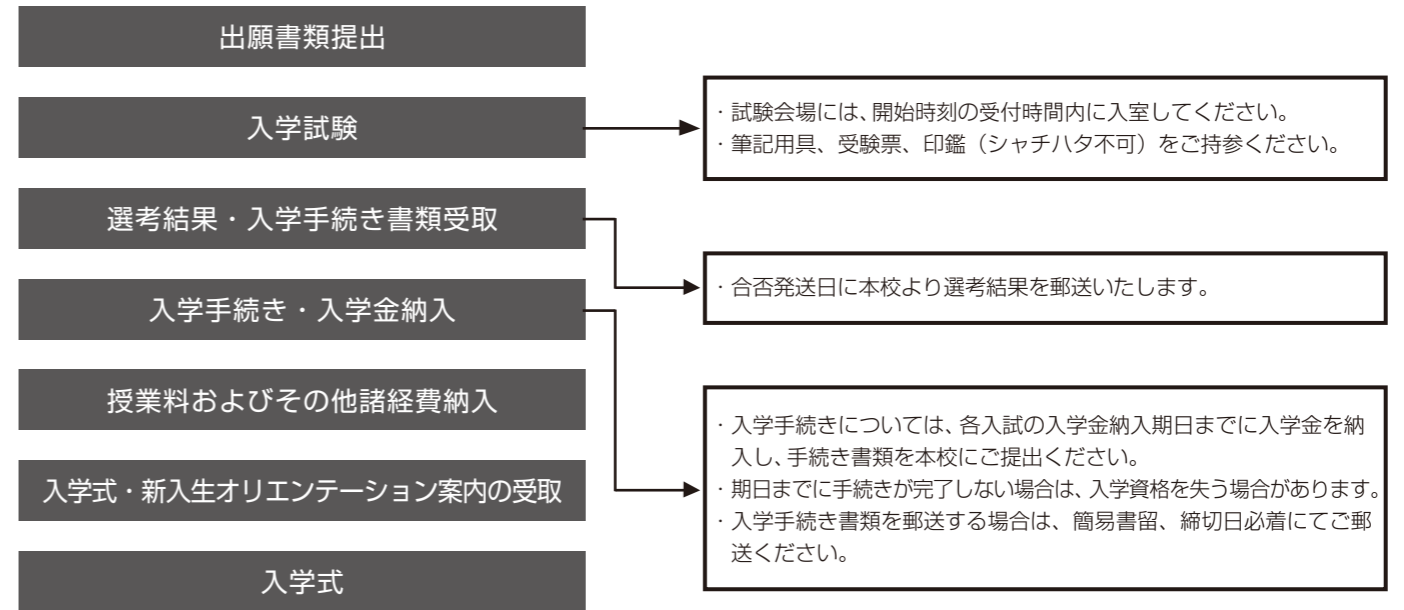 出願書類提出
入学試験
・試験会場には、開始時刻の受付時間内に入室してください。
・筆記用具、受験票、印鑑（シャチハタ不可）をご持参ください。
選考結果・入学手続き書類受取
・合否発送日に本校より選考結果を郵送いたします。
入学手続き・入学金納入
・入学手続きについては、各入試の入学金納入期日までに入学金を納
入し、手続き書類を本校にご提出ください。
・期日までに手続きが完了しない場合は、入学資格を失う場合があります。
・入学手続き書類を郵送する場合は、簡易書留、締切日必着にてご郵
送ください。
授業料およびその他諸経費納入
入学式・新入生オリエンテーション案内の受取
入学式